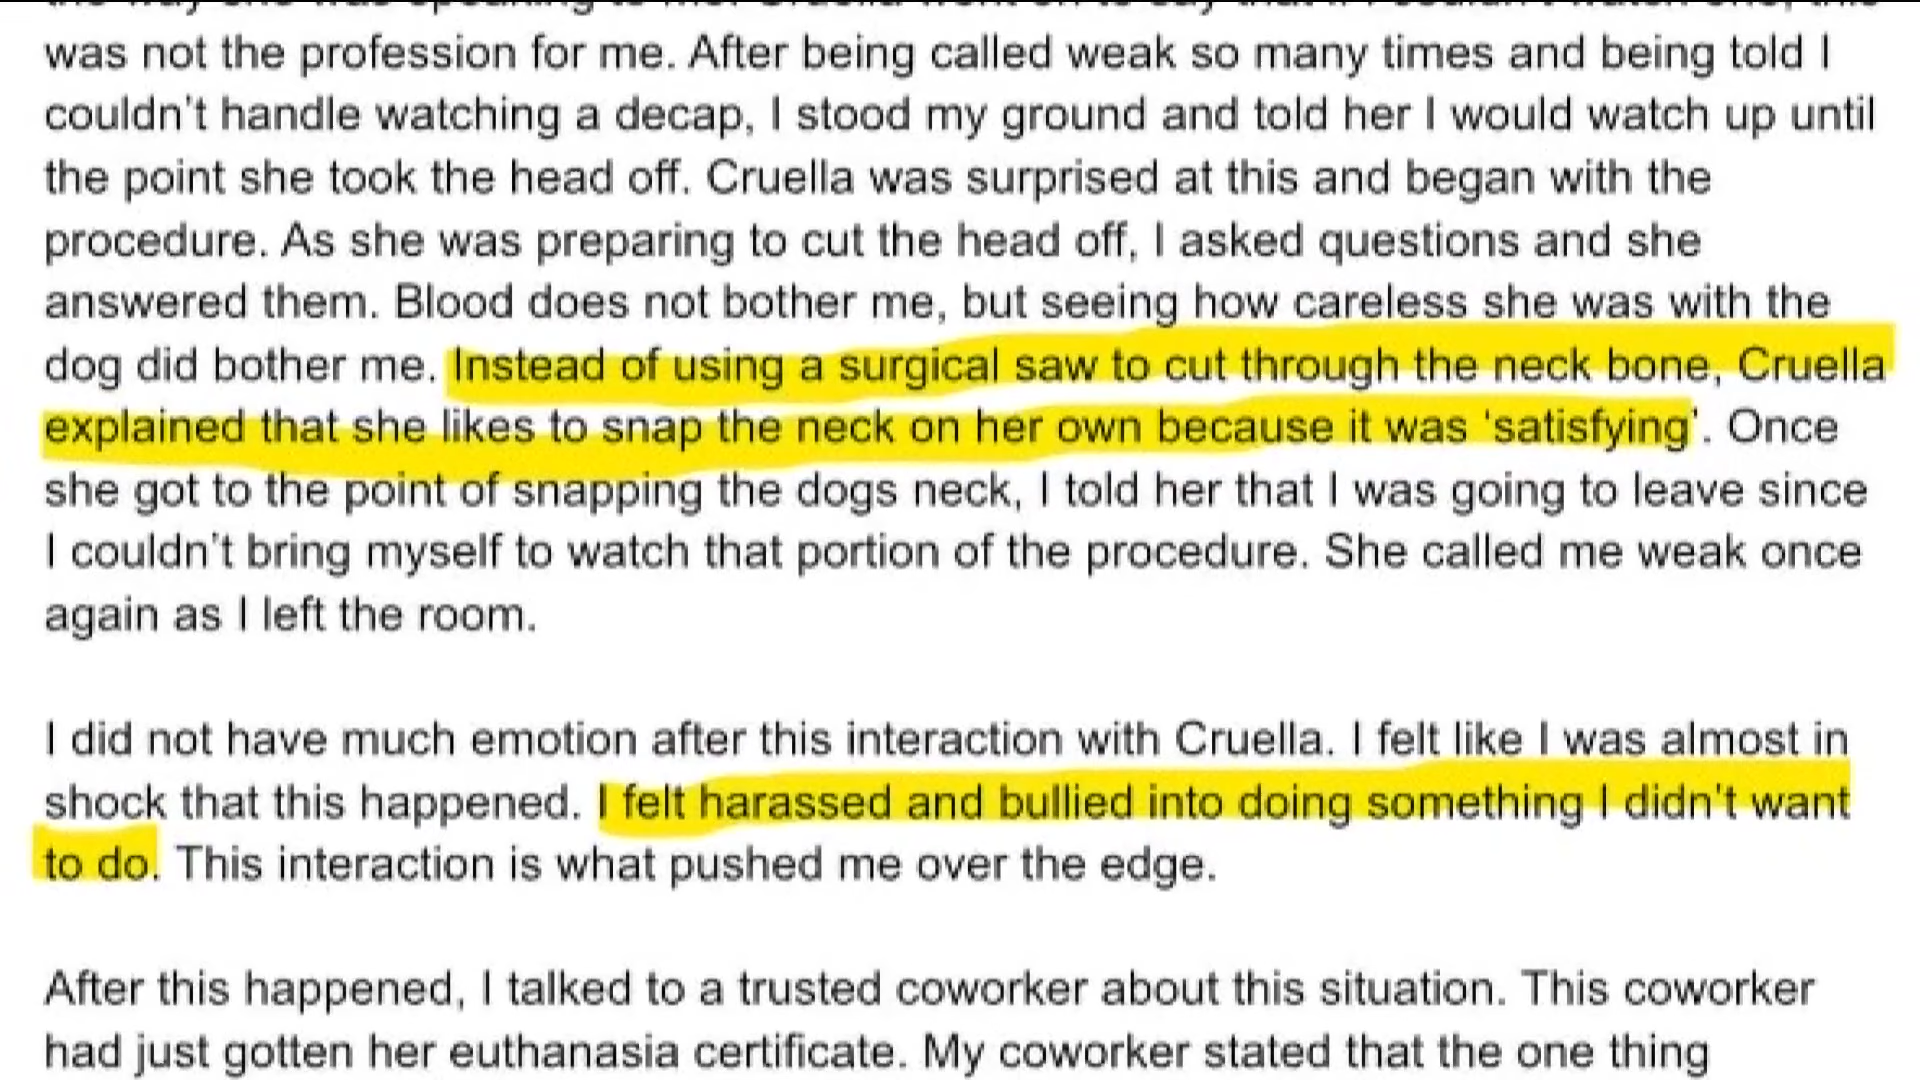 was not the profession for me. After being called weak so many times and being told I
couldn't handle watching a decap, I stood my ground and told her I would watch up until
the point she took the head off. Cruella was surprised at this and began with the
procedure. As she was preparing to cut the head off, I asked questions and she
answered them. Blood does not bother me, but seeing how careless she was with the
dog did bother me. Instead of using a surgical saw to cut through the neck bone, Cruella
explained that she likes to snap the neck on her own because it was 'satisfying'. Once
she got to the point of snapping the dogs neck, I told her that I was going to leave since
I couldn't bring myself to watch that portion of the procedure. She called me weak once
again as I left the room.
I did not have much emotion after this interaction with Cruella. I felt like I was almost in
shock that this happened. I felt harassed and bullied into doing something I didn't want
to do. This interaction is what pushed me over the edge.
After this happened, I talked to a trusted coworker about this situation. This coworker
had just gotten her euthanasia certificate. My coworker stated that the one thing